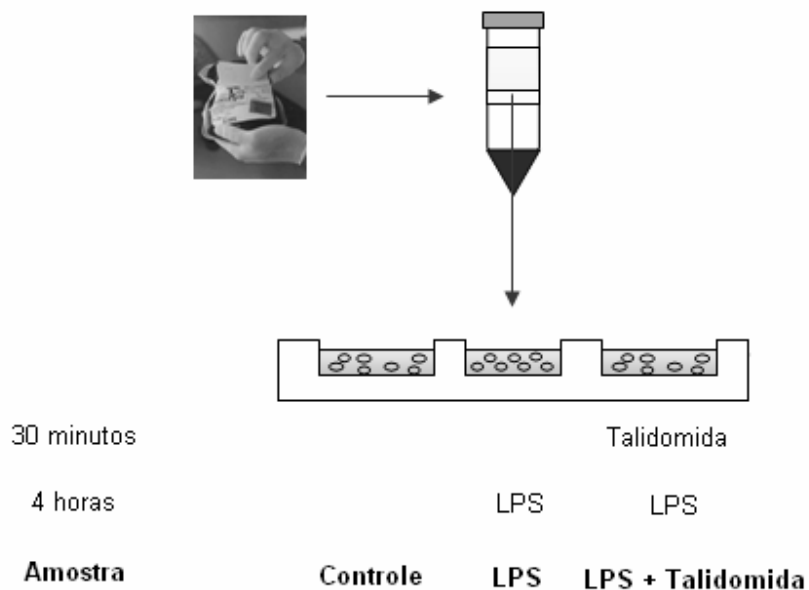 30 minutos Talidomida
4 horas LPS LPS
Amostra Controle LPS LPS + Talidomida